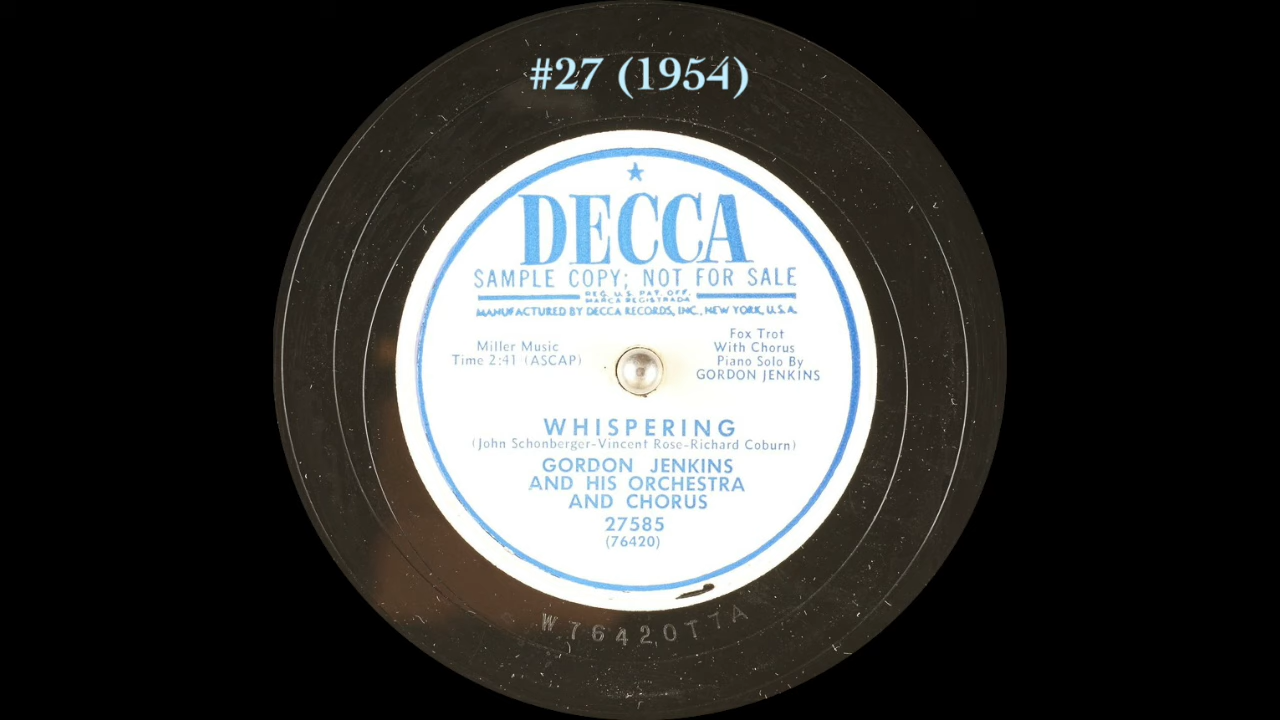 #27 (1954)
DECCA
SAMPLE COPY; NOT FOR SALE
REG. U.S. PAT. OFF.
MARCA REGISTRADA
MANUFACTURED BY DECCA RECORDS, INC., NEW YORK, U.S.A.
Miller Music
Time 2:41 (ASCAP)
Fox Trot
With Chorus
Piano Solo By
GORDON JENKINS
WHISPERING
(John Schonberger-Vincent Rose-Richard Coburn)
GORDON JENKINS
AND HIS ORCHESTRA
AND CHORUS
27585
(76420)
W76420T7A